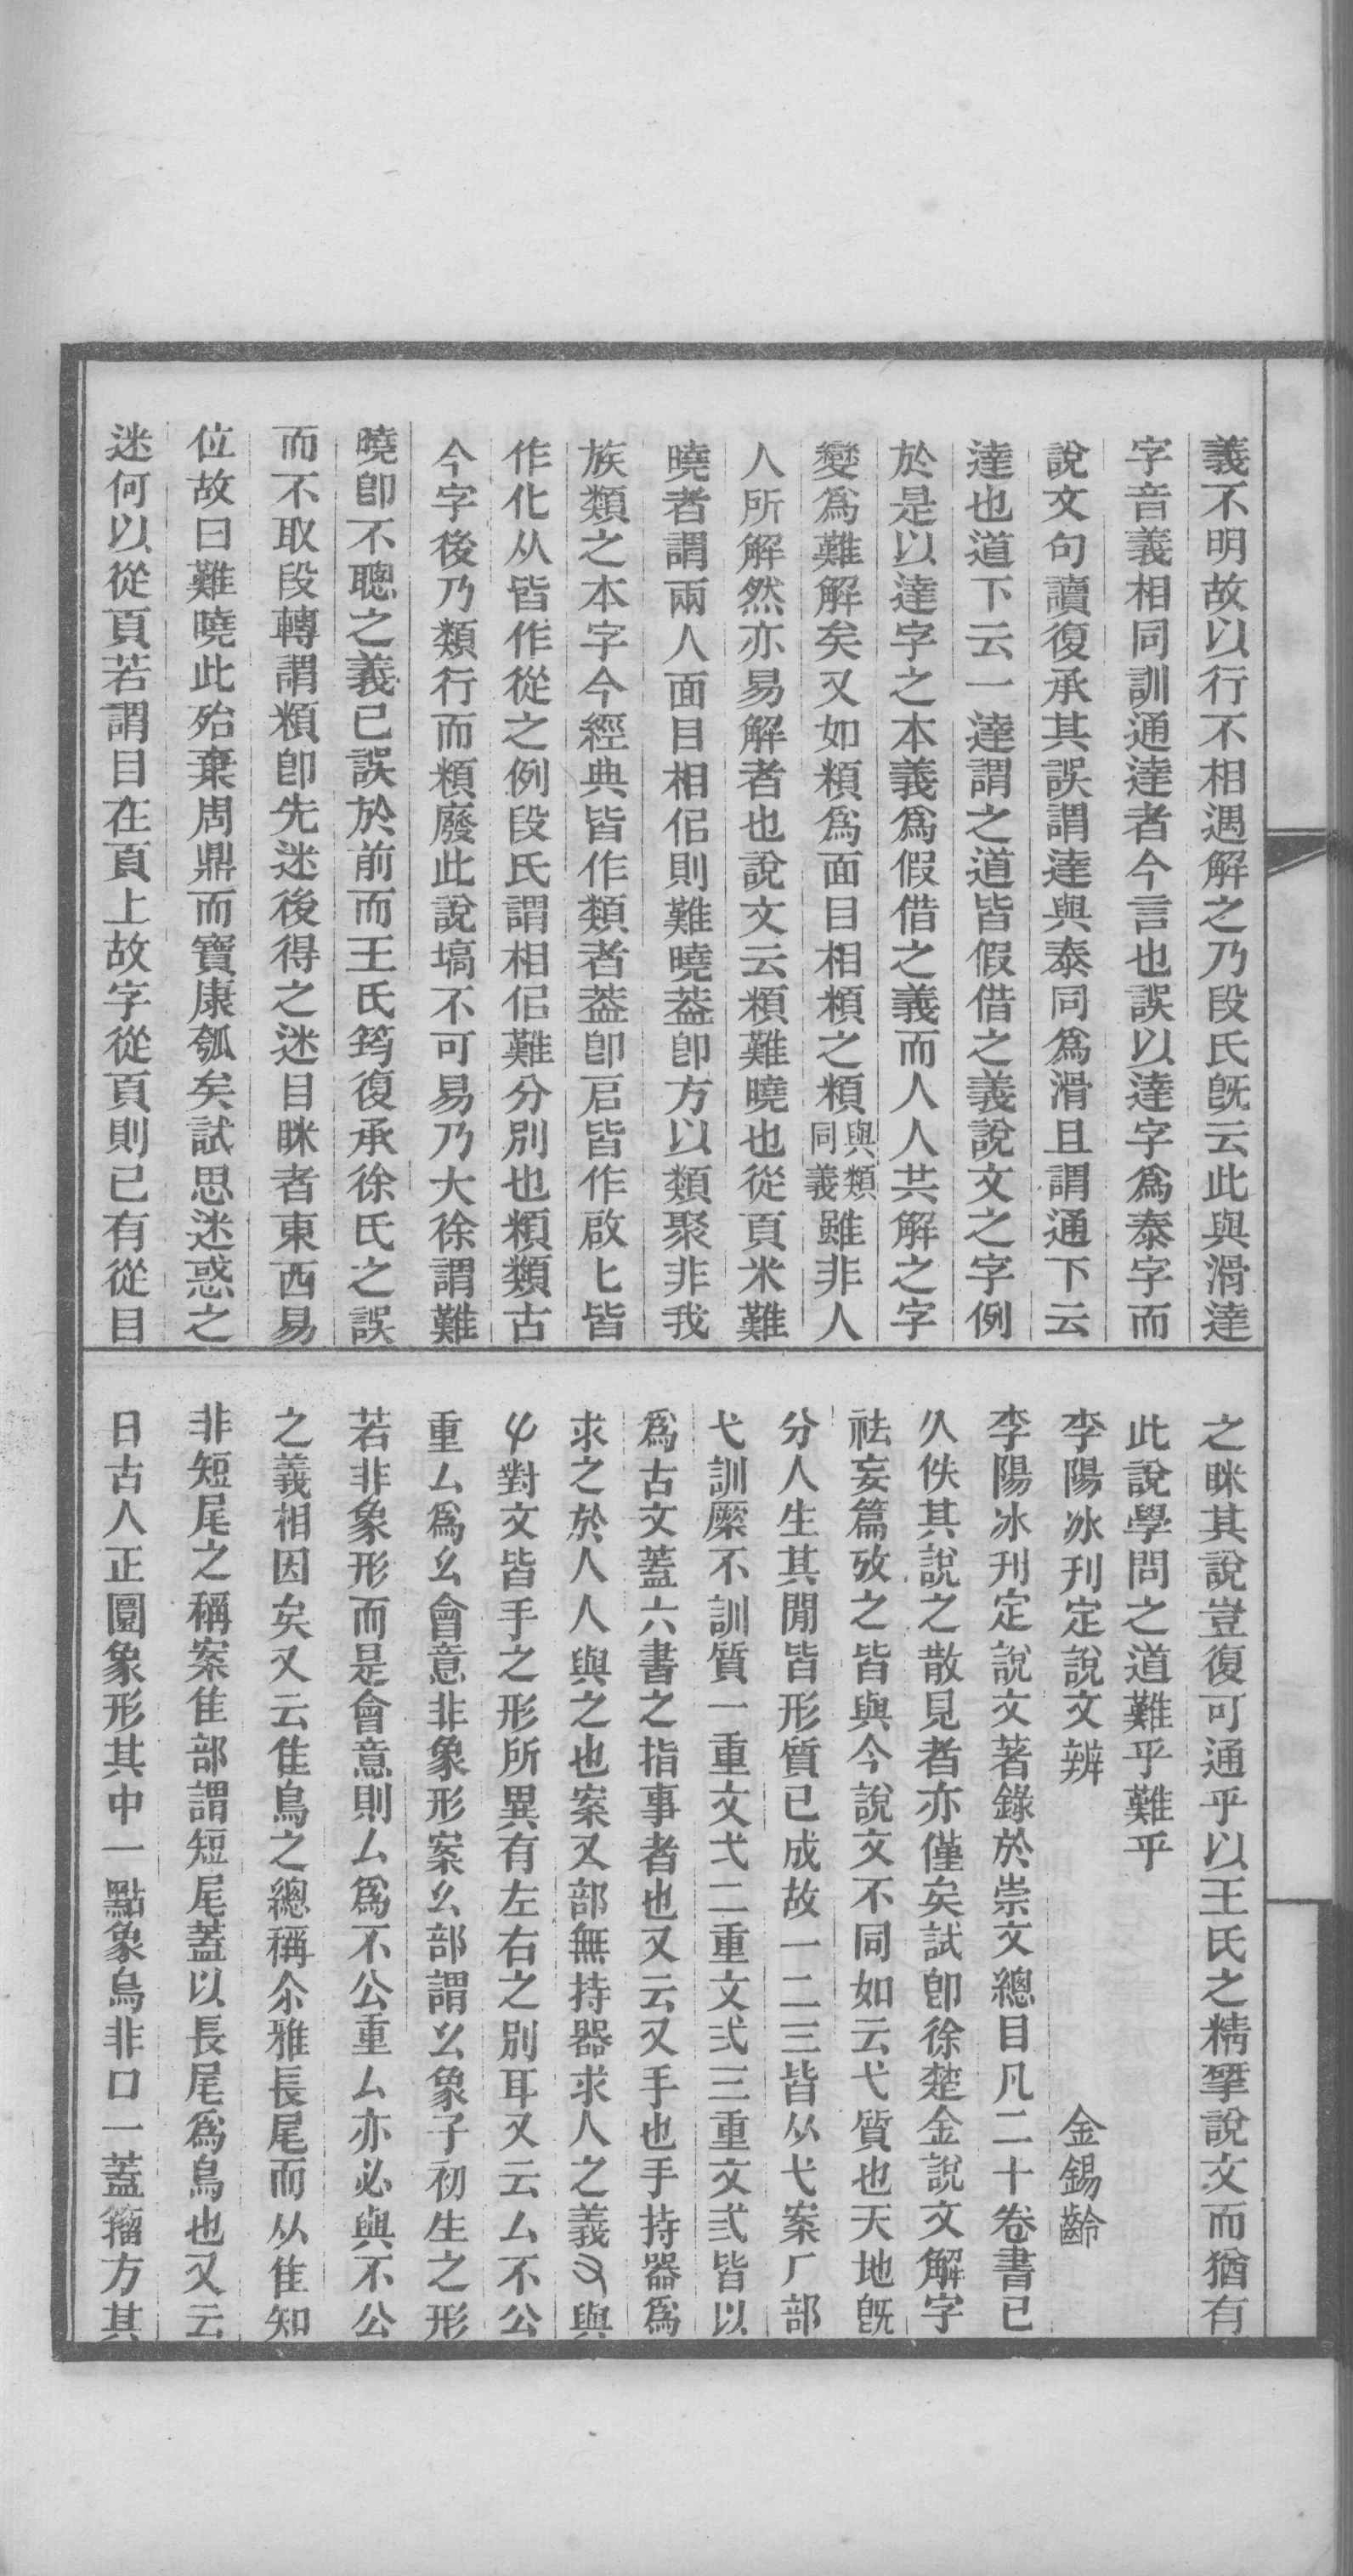 義不明故以行不相遇解之乃段氏旣云此與滑達
字音義相同訓通達者今言也誤以達字爲泰字而
說文句讀復承其誤謂達與泰同爲滑且謂通下云
達也道下云一達謂之道皆假借之義說文之字例
於是以達字之本義爲假借之義而人人共解之字
變爲難解矣又如頪爲面目相頪之頪與類同義雖非人
人所解然亦易解者也說文云頪難曉也從頁米難
曉者謂兩人面目相佀則難曉葢卽方以類聚非我
族類之本字今經典皆作類者葢卽启皆作啟匕皆
作化从皆作從之例段氏謂相佀難分別也頪類古
今字後乃類行而頪廢此說塙不可易乃大徐謂難
曉卽不聰之義已誤於前而王氏筠復承徐氏之誤
而不取段轉謂頪卽先迷後得之迷目眯者東西易
位故曰難曉此殆棄周鼎而寶康瓠矣試思迷惑之
迷何以從頁若謂目在頁上故字從頁則已有從目
之眯其說豈復可通乎以王氏之精揅說文而猶有
此說學問之道難乎難乎
李陽冰刊定說文辨　金錫齡
李陽冰刊定說文著錄於崇文總目凡二十卷書已
久佚其說之散見者亦僅矣試卽徐楚金說文解字
祛妄篇攷之皆與今說文不同如云弋質也天地旣
分人生其閒皆形質已成故一二三皆从弋案厂部
弋訓橜不訓質一重文弌二重文弍三重文弎皆以
爲古文蓋六書之指事者也又云又手也手持器爲
求之於人人與之也案又部無持器求人之義又與
屮對文皆手之形所異有左右之別耳又云厶不公
重厶爲幺會意非象形案幺部謂幺象子初生之形
若非象形而是會意則厶爲不公重厶亦必與不公
之義相因矣又云隹鳥之總稱尒雅長尾而从隹知
非短尾之稱案隹部謂短尾蓋以長尾爲鳥也又云
日古人正圜象形其中一點象烏非口一蓋籀方其